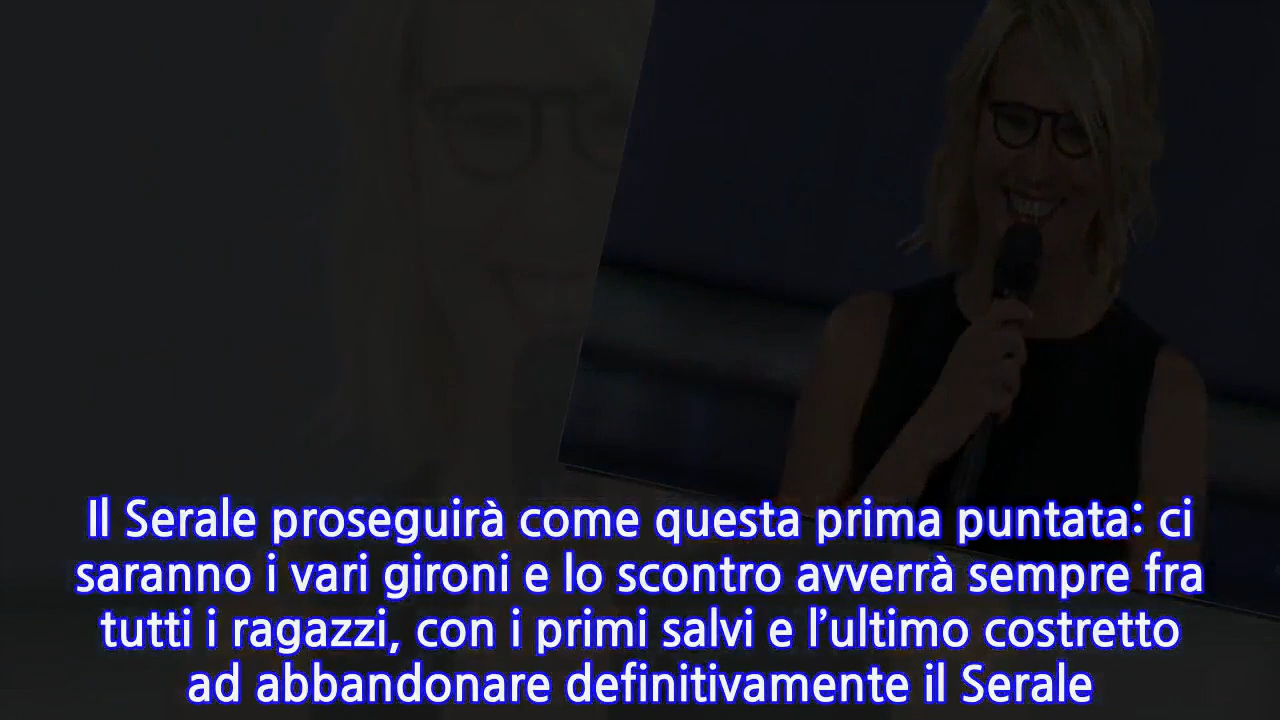 Il Serale proseguirà come questa prima puntata: ci
saranno i vari gironi e lo scontro avverrà sempre fra
tutti i ragazzi, con i primi salvi e l’ultimo costretto
ad abbandonare definitivamente il Serale